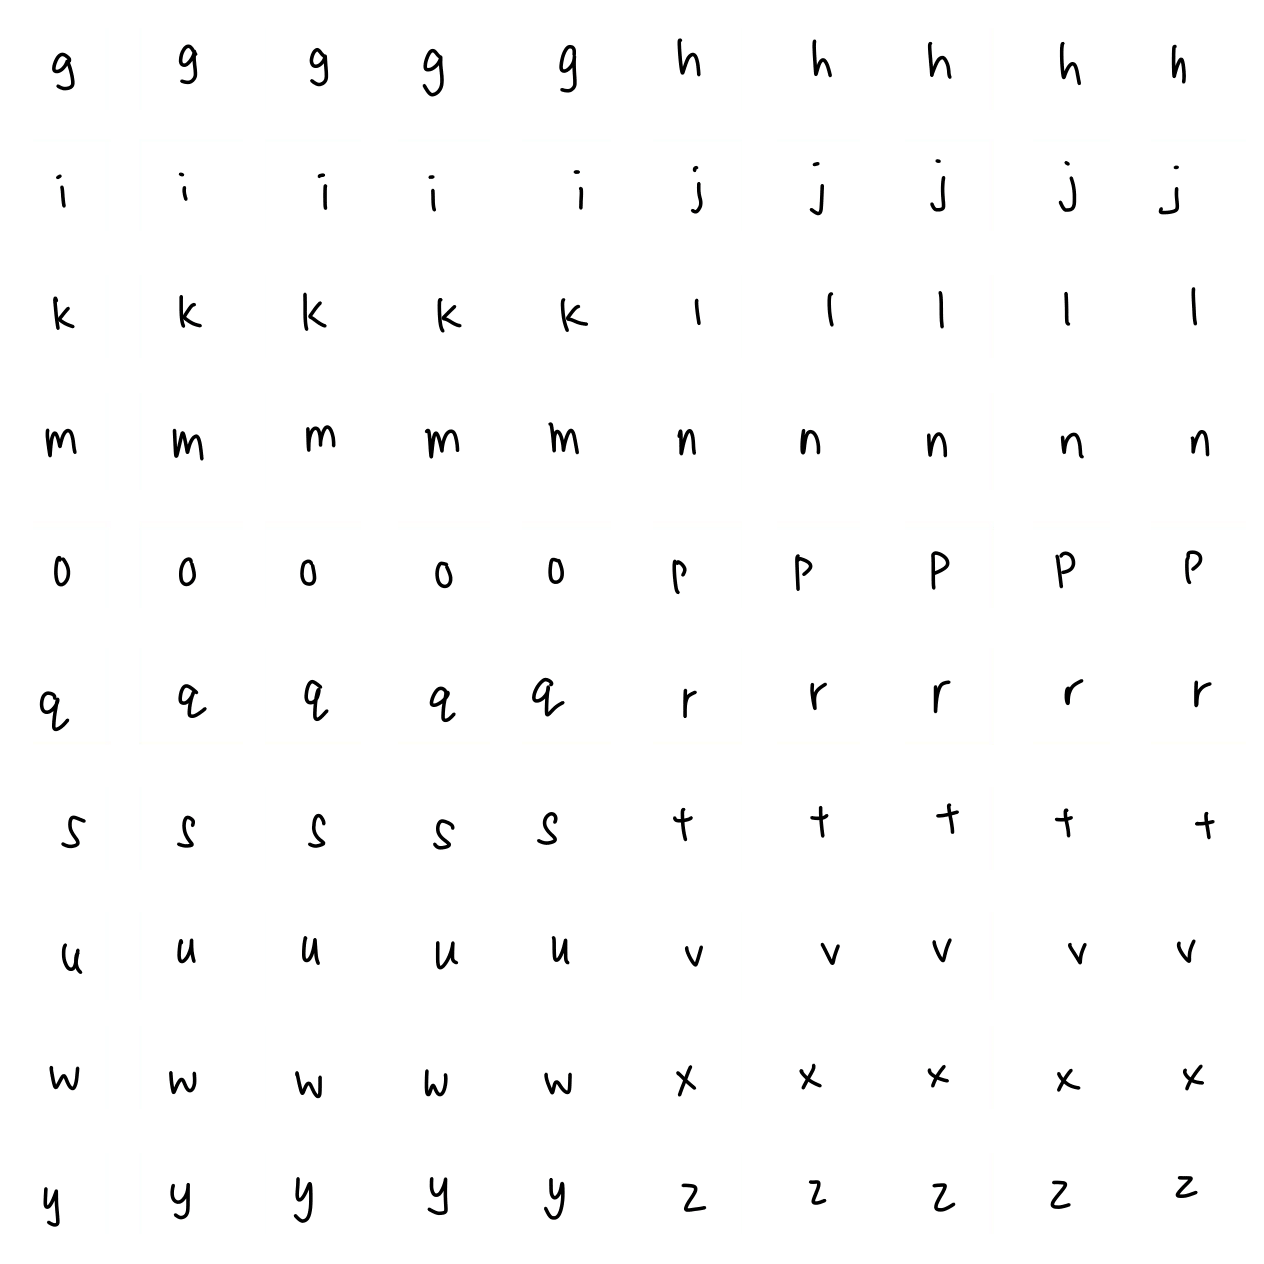 g g g g g h h h h h
i i i i i j j j j j
k k k k k l l l l l
m m m m m n n n n n
o o o o o p p p p p
q q q q q r r r r r
s s s s s t t t t t
u u u u u v v v v v
w w w w w x x x x x
y y y y y z z z z z